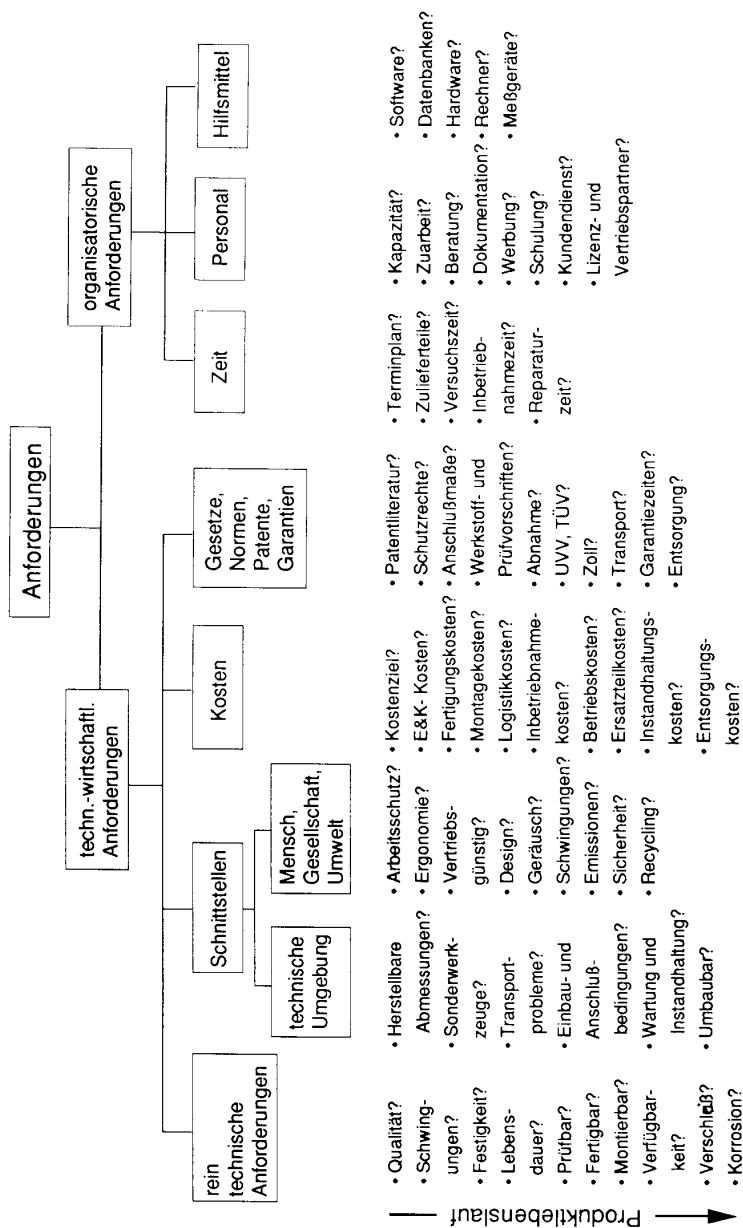 Anforderungen
techn.-wirtschaftl.
Anforderungen
organisatorische
Anforderungen
rein
technische
Anforderungen
Schnittstellen
Kosten
Gesetze,
Normen,
Patente,
Garantien
Zeit
Personal
Hilfsmittel
technische
Umgebung
Mensch,
Gesellschaft,
Umwelt
Produktlebenslauf
• Qualität?
• Schwing-
ungen?
• Festigkeit?
• Lebens-
dauer?
• Prüfbar?
• Fertigbar?
• Montierbar?
• Verfügbar-
keit?
• Verschleiß?
• Korrosion?
• Herstellbare
Abmessungen?
• Sonderwerk-
zeuge?
• Transport-
probleme?
• Einbau- und
Anschluß-
bedingungen?
• Wartung und
Instandhaltung?
• Umbaubar?
• Arbeitsschutz?
• Ergonomie?
• Vertriebs-
günstig?
• Design?
• Geräusch?
• Schwingungen?
• Emissionen?
• Sicherheit?
• Recycling?
• Kostenziel?
• E&K- Kosten?
• Fertigungskosten?
• Montagekosten?
• Logistikkosten?
• Inbetriebnahme-
kosten?
• Betriebskosten?
• Ersatzteilkosten?
• Instandhaltungs-
kosten?
• Entsorgungs-
kosten?
• Patentliteratur?
• Schutzrechte?
• Anschlußmaße?
• Werkstoff- und
Prüfvorschriften?
• Abnahme?
• UVV, TÜV?
• Zoll?
• Transport?
• Garantiezeiten?
• Entsorgung?
• Terminplan?
• Zulieferteile?
• Versuchszeit?
• Inbetrieb-
nahmezeit?
• Reparatur-
zeit?
• Kapazität?
• Zuarbeit?
• Beratung?
• Dokumentation?
• Werbung?
• Schulung?
• Kundendienst?
• Lizenz- und
Vertriebspartner?
• Software?
• Datenbanken?
• Hardware?
• Rechner?
• Meßgeräte?